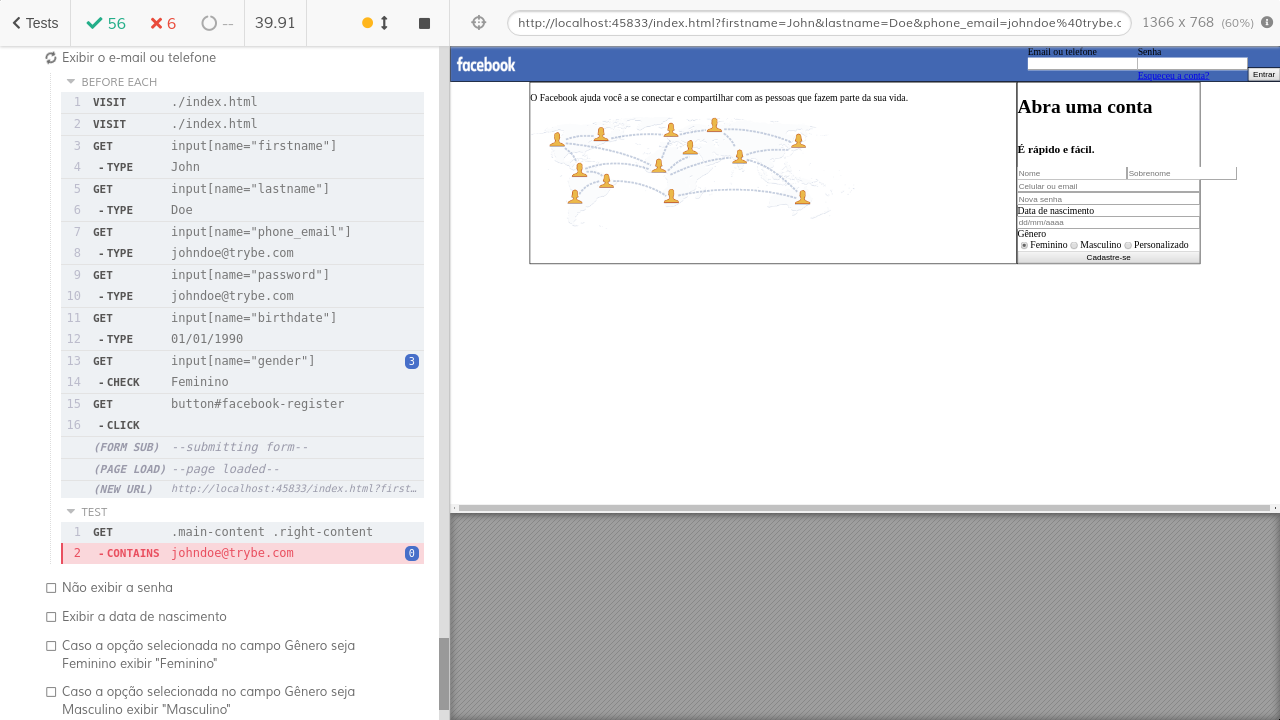 Tests
56
6
--
39.91
http://localhost:45833/index.html?firstname=John&lastname=Doe&phone_email=johndoe%40trybe.c
1366 x 768 (60%)
Exibir o e-mail ou telefone
BEFORE EACH
1 VISIT ./index.html
2 VISIT ./index.html
3 GET input[name="firstname"]
4 -TYPE John
5 GET input[name="lastname"]
6 -TYPE Doe
7 GET input[name="phone_email"]
8 -TYPE johndoe@trybe.com
9 GET input[name="password"]
10 -TYPE johndoe@trybe.com
11 GET input[name="birthdate"]
12 -TYPE 01/01/1990
13 GET input[name="gender"] 3
14 -CHECK Feminino
15 GET button#facebook-register
16 -CLICK
(FORM SUB) --submitting form--
(PAGE LOAD) --page loaded--
(NEW URL) http://localhost:45833/index.html?first…
TEST
1 GET .main-content .right-content
2 -CONTAINS johndoe@trybe.com 0
Não exibir a senha
Exibir a data de nascimento
Caso a opção selecionada no campo Gênero seja
Feminino exibir "Feminino"
Caso a opção selecionada no campo Gênero seja
Masculino exibir "Masculino"
facebook
Email ou telefone
Senha
Esqueceu a conta?
Entrar
O Facebook ajuda você a se conectar e compartilhar com as pessoas que fazem parte da sua vida.
Abra uma conta
É rápido e fácil.
Nome
Sobrenome
Celular ou email
Nova senha
Data de nascimento
dd/mm/aaaa
Gênero
Feminino Masculino Personalizado
Cadastre-se